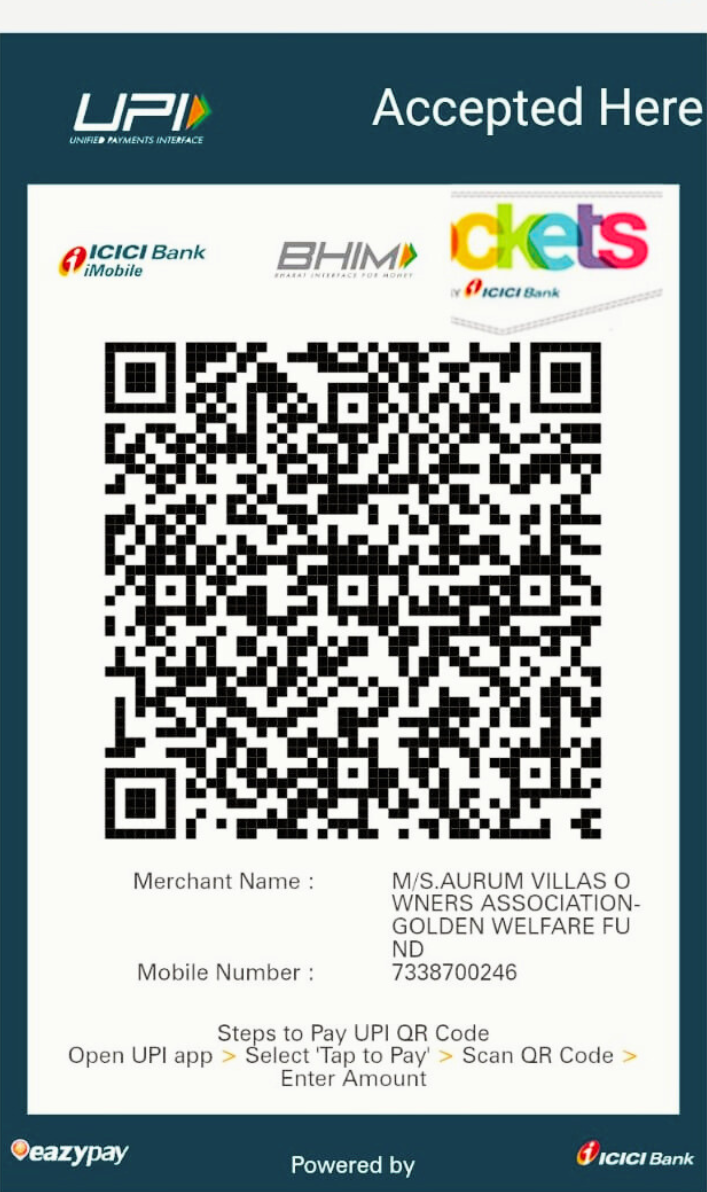 UPI
UNIFIED PAYMENTS INTERFACE
Accepted Here
ICICI Bank
iMobile
BHIM
BHARAT INTERFACE FOR MONEY
ckets
ICICI Bank
Merchant Name : M/S.AURUM VILLAS O
WNERS ASSOCIATION-
GOLDEN WELFARE FU
ND
Mobile Number : 7338700246
Steps to Pay UPI QR Code
Open UPI app > Select 'Tap to Pay' > Scan QR Code >
Enter Amount
eazypay
Powered by
ICICI Bank